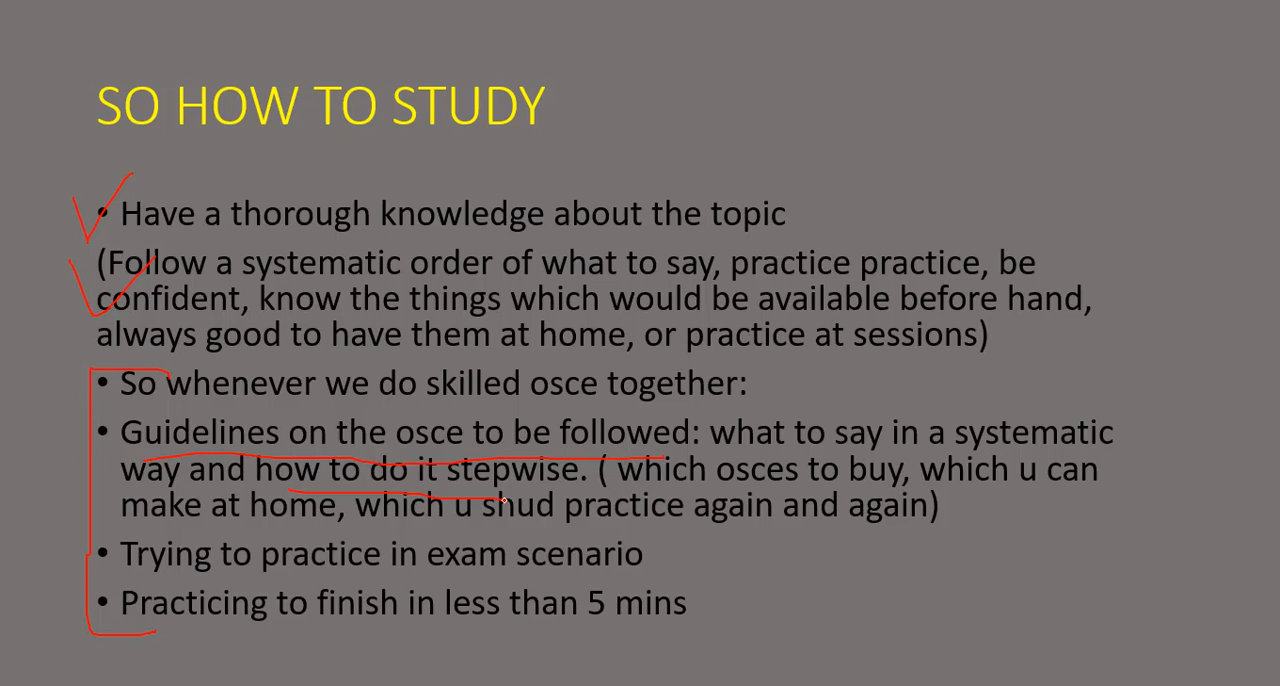 SO HOW TO STUDY
• Have a thorough knowledge about the topic
(Follow a systematic order of what to say, practice practice, be
confident, know the things which would be available before hand,
always good to have them at home, or practice at sessions)
• So whenever we do skilled osce together:
• Guidelines on the osce to be followed: what to say in a systematic
way and how to do it stepwise. ( which osces to buy, which u can
make at home, which u shud practice again and again)
• Trying to practice in exam scenario
• Practicing to finish in less than 5 mins